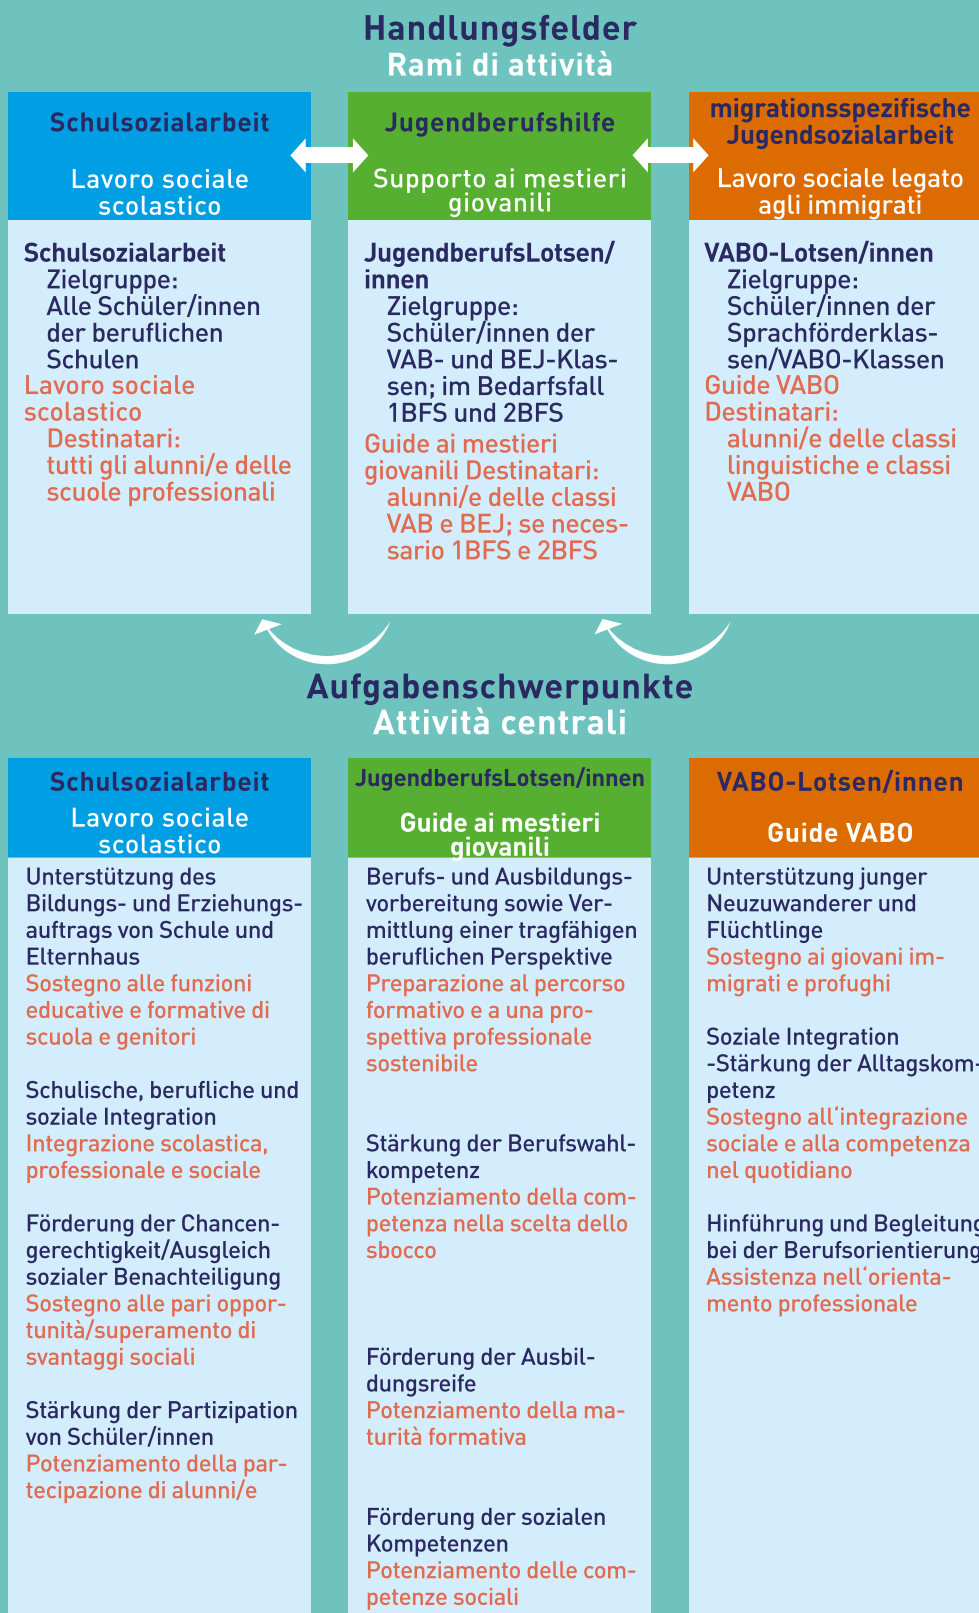 Handlungsfelder
Rami di attività
Schulsozialarbeit
Lavoro sociale
scolastico
Schulsozialarbeit
Zielgruppe:
Alle Schüler/innen
der beruflichen
Schulen
Lavoro sociale
scolastico
Destinatari:
tutti gli alunni/e delle
scuole professionali
Jugendberufshilfe
Supporto ai mestieri
giovanili
JugendberufsLotsen/
innen
Zielgruppe:
Schüler/innen der
VAB- und BEJ-Klas-
sen; im Bedarfsfall
1BFS und 2BFS
Guide ai mestieri
giovanili Destinatari:
alunni/e delle classi
VAB e BEJ; se neces-
sario 1BFS e 2BFS
migrationsspezifische
Jugendsozialarbeit
Lavoro sociale legato
agli immigrati
VABO-Lotsen/innen
Zielgruppe:
Schüler/innen der
Sprachförderklas-
sen/VABO-Klassen
Guide VABO
Destinatari:
alunni/e delle classi
linguistiche e classi
VABO
Aufgabenschwerpunkte
Attività centrali
Schulsozialarbeit
Lavoro sociale
scolastico
Unterstützung des
Bildungs- und Erziehungs-
auftrags von Schule und
Elternhaus
Sostegno alle funzioni
educative e formative di
scuola e genitori
Schulische, berufliche und
soziale Integration
Integrazione scolastica,
professionale e sociale
Förderung der Chancen-
gerechtigkeit/Ausgleich
sozialer Benachteiligung
Sostegno alle pari oppor-
tunità/superamento di
svantaggi sociali
Stärkung der Partizipation
von Schüler/innen
Potenziamento della par-
tecipazione di alunni/e
JugendberufsLotsen/innen
Guide ai mestieri
giovanili
Berufs- und Ausbildungs-
vorbereitung sowie Ver-
mittlung einer tragfähigen
beruflichen Perspektive
Preparazione al percorso
formativo e a una pro-
spettiva professionale
sostenibile
Stärkung der Berufswahl-
kompetenz
Potenziamento della com-
petenza nella scelta dello
sbocco
Förderung der Ausbil-
dungsreife
Potenziamento della ma-
turità formativa
Förderung der sozialen
Kompetenzen
Potenziamento delle com-
petenze sociali
VABO-Lotsen/innen
Guide VABO
Unterstützung junger
Neuzuwanderer und
Flüchtlinge
Sostegno ai giovani im-
migrati e profughi
Soziale Integration
-Stärkung der Alltagskom-
petenz
Sostegno all‘integrazione
sociale e alla competenza
nel quotidiano
Hinführung und Begleitung
bei der Berufsorientierung
Assistenza nell‘orienta-
mento professionale